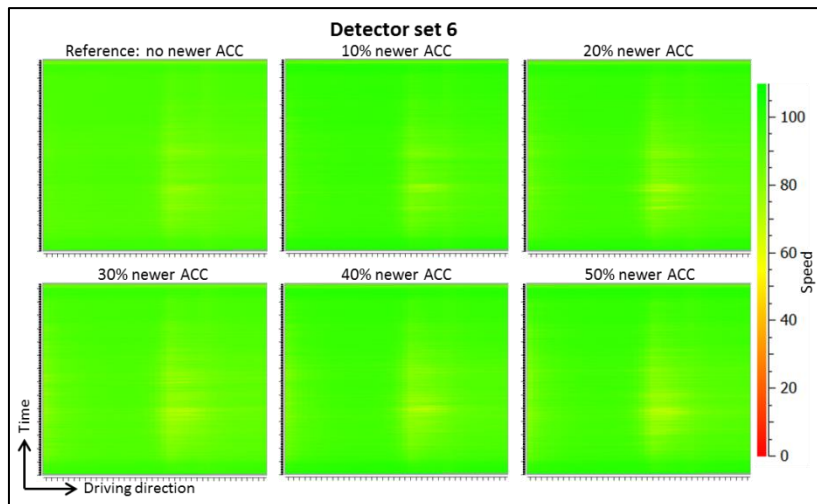 Detector set 6
Reference: no newer ACC
10% newer ACC
20% newer ACC
30% newer ACC
40% newer ACC
50% newer ACC
100
80
60
40
20
0
Speed
Time
Driving direction